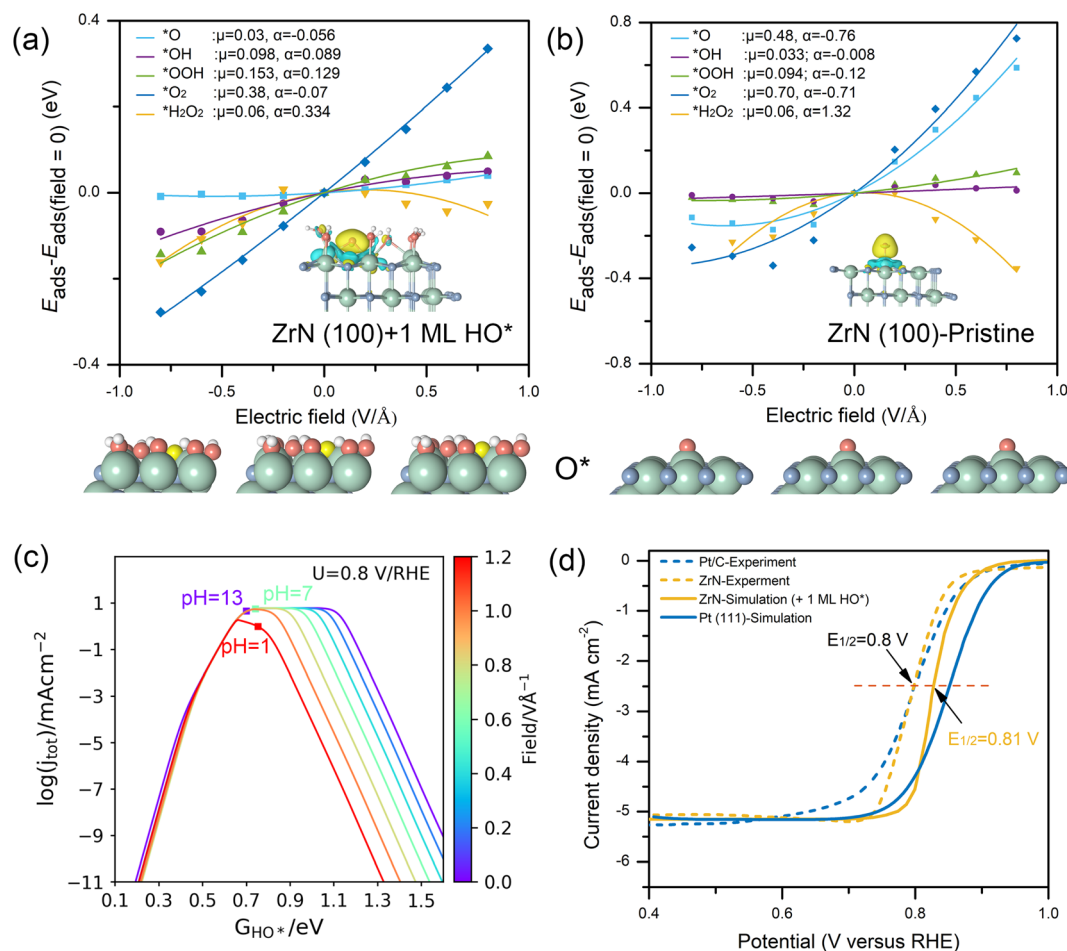 (a)
0.4
0.0
-0.4
Eads-Eads(field = 0) (eV)
*O :μ=0.03, α=-0.056
*OH :μ=0.098, α=0.089
*OOH :μ=0.153, α=0.129
*O₂ :μ=0.38, α=-0.07
*H₂O₂ :μ=0.06, α=0.334
ZrN (100)+1 ML HO*
-1.0 -0.5 0.0 0.5 1.0
Electric field (V/Å)
(b)
0.8
0.4
0.0
-0.4
-0.8
Eads-Eads(field = 0) (eV)
*O :μ=0.48, α=-0.76
*OH :μ=0.033; α=-0.008
*OOH :μ=0.094; α=-0.12
*O₂ :μ=0.70, α=-0.71
*H₂O₂ :μ=0.06, α=1.32
ZrN (100)-Pristine
-1.0 -0.5 0.0 0.5 1.0
Electric field (V/Å)
O*
(c)
U=0.8 V/RHE
pH=13
pH=7
pH=1
1
−1
−3
−5
−7
−9
−11
log(jtot)/mAcm⁻²
0.1 0.3 0.5 0.7 0.9 1.1 1.3 1.5
GHO*/eV
1.2
1.0
0.8
0.6
0.4
0.2
0.0
Field/VÅ⁻¹
(d)
0
-1
-2
-3
-4
-5
-6
Current density (mA cm⁻²)
Pt/C-Experiment
ZrN-Experment
ZrN-Simulation (+ 1 ML HO*)
Pt (111)-Simulation
E1/2=0.8 V
E1/2=0.81 V
0.4 0.6 0.8 1.0
Potential (V versus RHE)